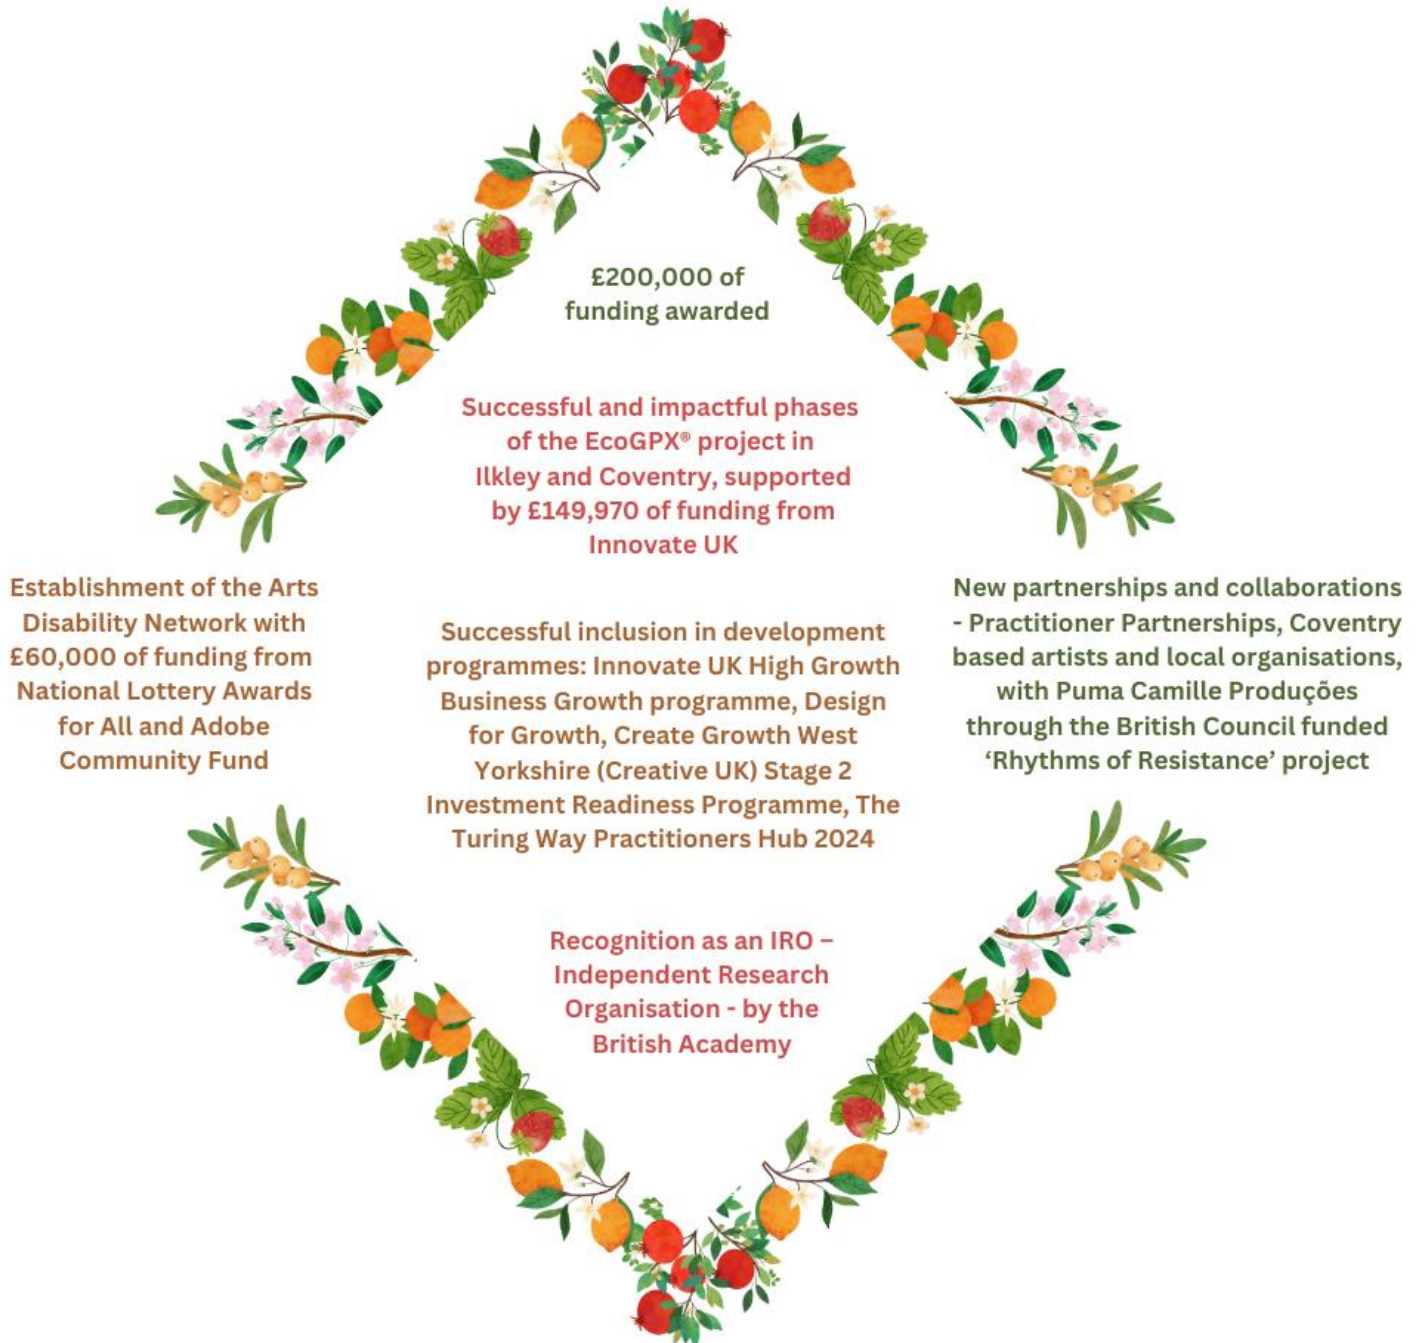 £200,000 of
funding awarded
Successful and impactful phases
of the EcoGPX® project in
Ilkley and Coventry, supported
by £149,970 of funding from
Innovate UK
Establishment of the Arts
Disability Network with
£60,000 of funding from
National Lottery Awards
for All and Adobe
Community Fund
Successful inclusion in development
programmes: Innovate UK High Growth
Business Growth programme, Design
for Growth, Create Growth West
Yorkshire (Creative UK) Stage 2
Investment Readiness Programme, The
Turing Way Practitioners Hub 2024
New partnerships and collaborations
- Practitioner Partnerships, Coventry
based artists and local organisations,
with Puma Camille Produções
through the British Council funded
‘Rhythms of Resistance’ project
Recognition as an IRO –
Independent Research
Organisation - by the
British Academy